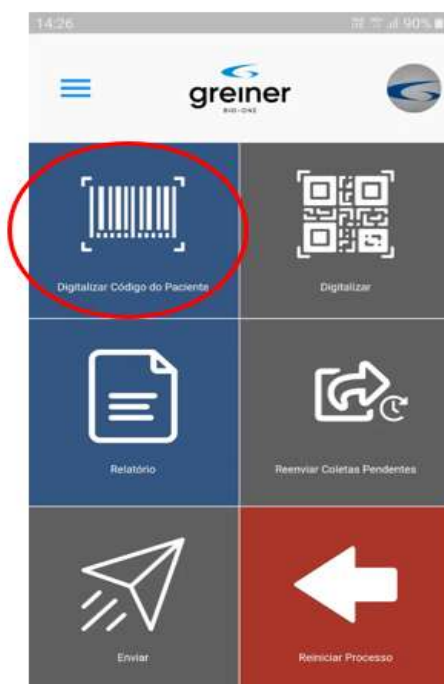 14:26
90%
greiner
BIO-ONE
Digitalizar Código do Paciente
Digitalizar
Relatório
Reenviar Coletas Pendentes
Enviar
Reiniciar Processo